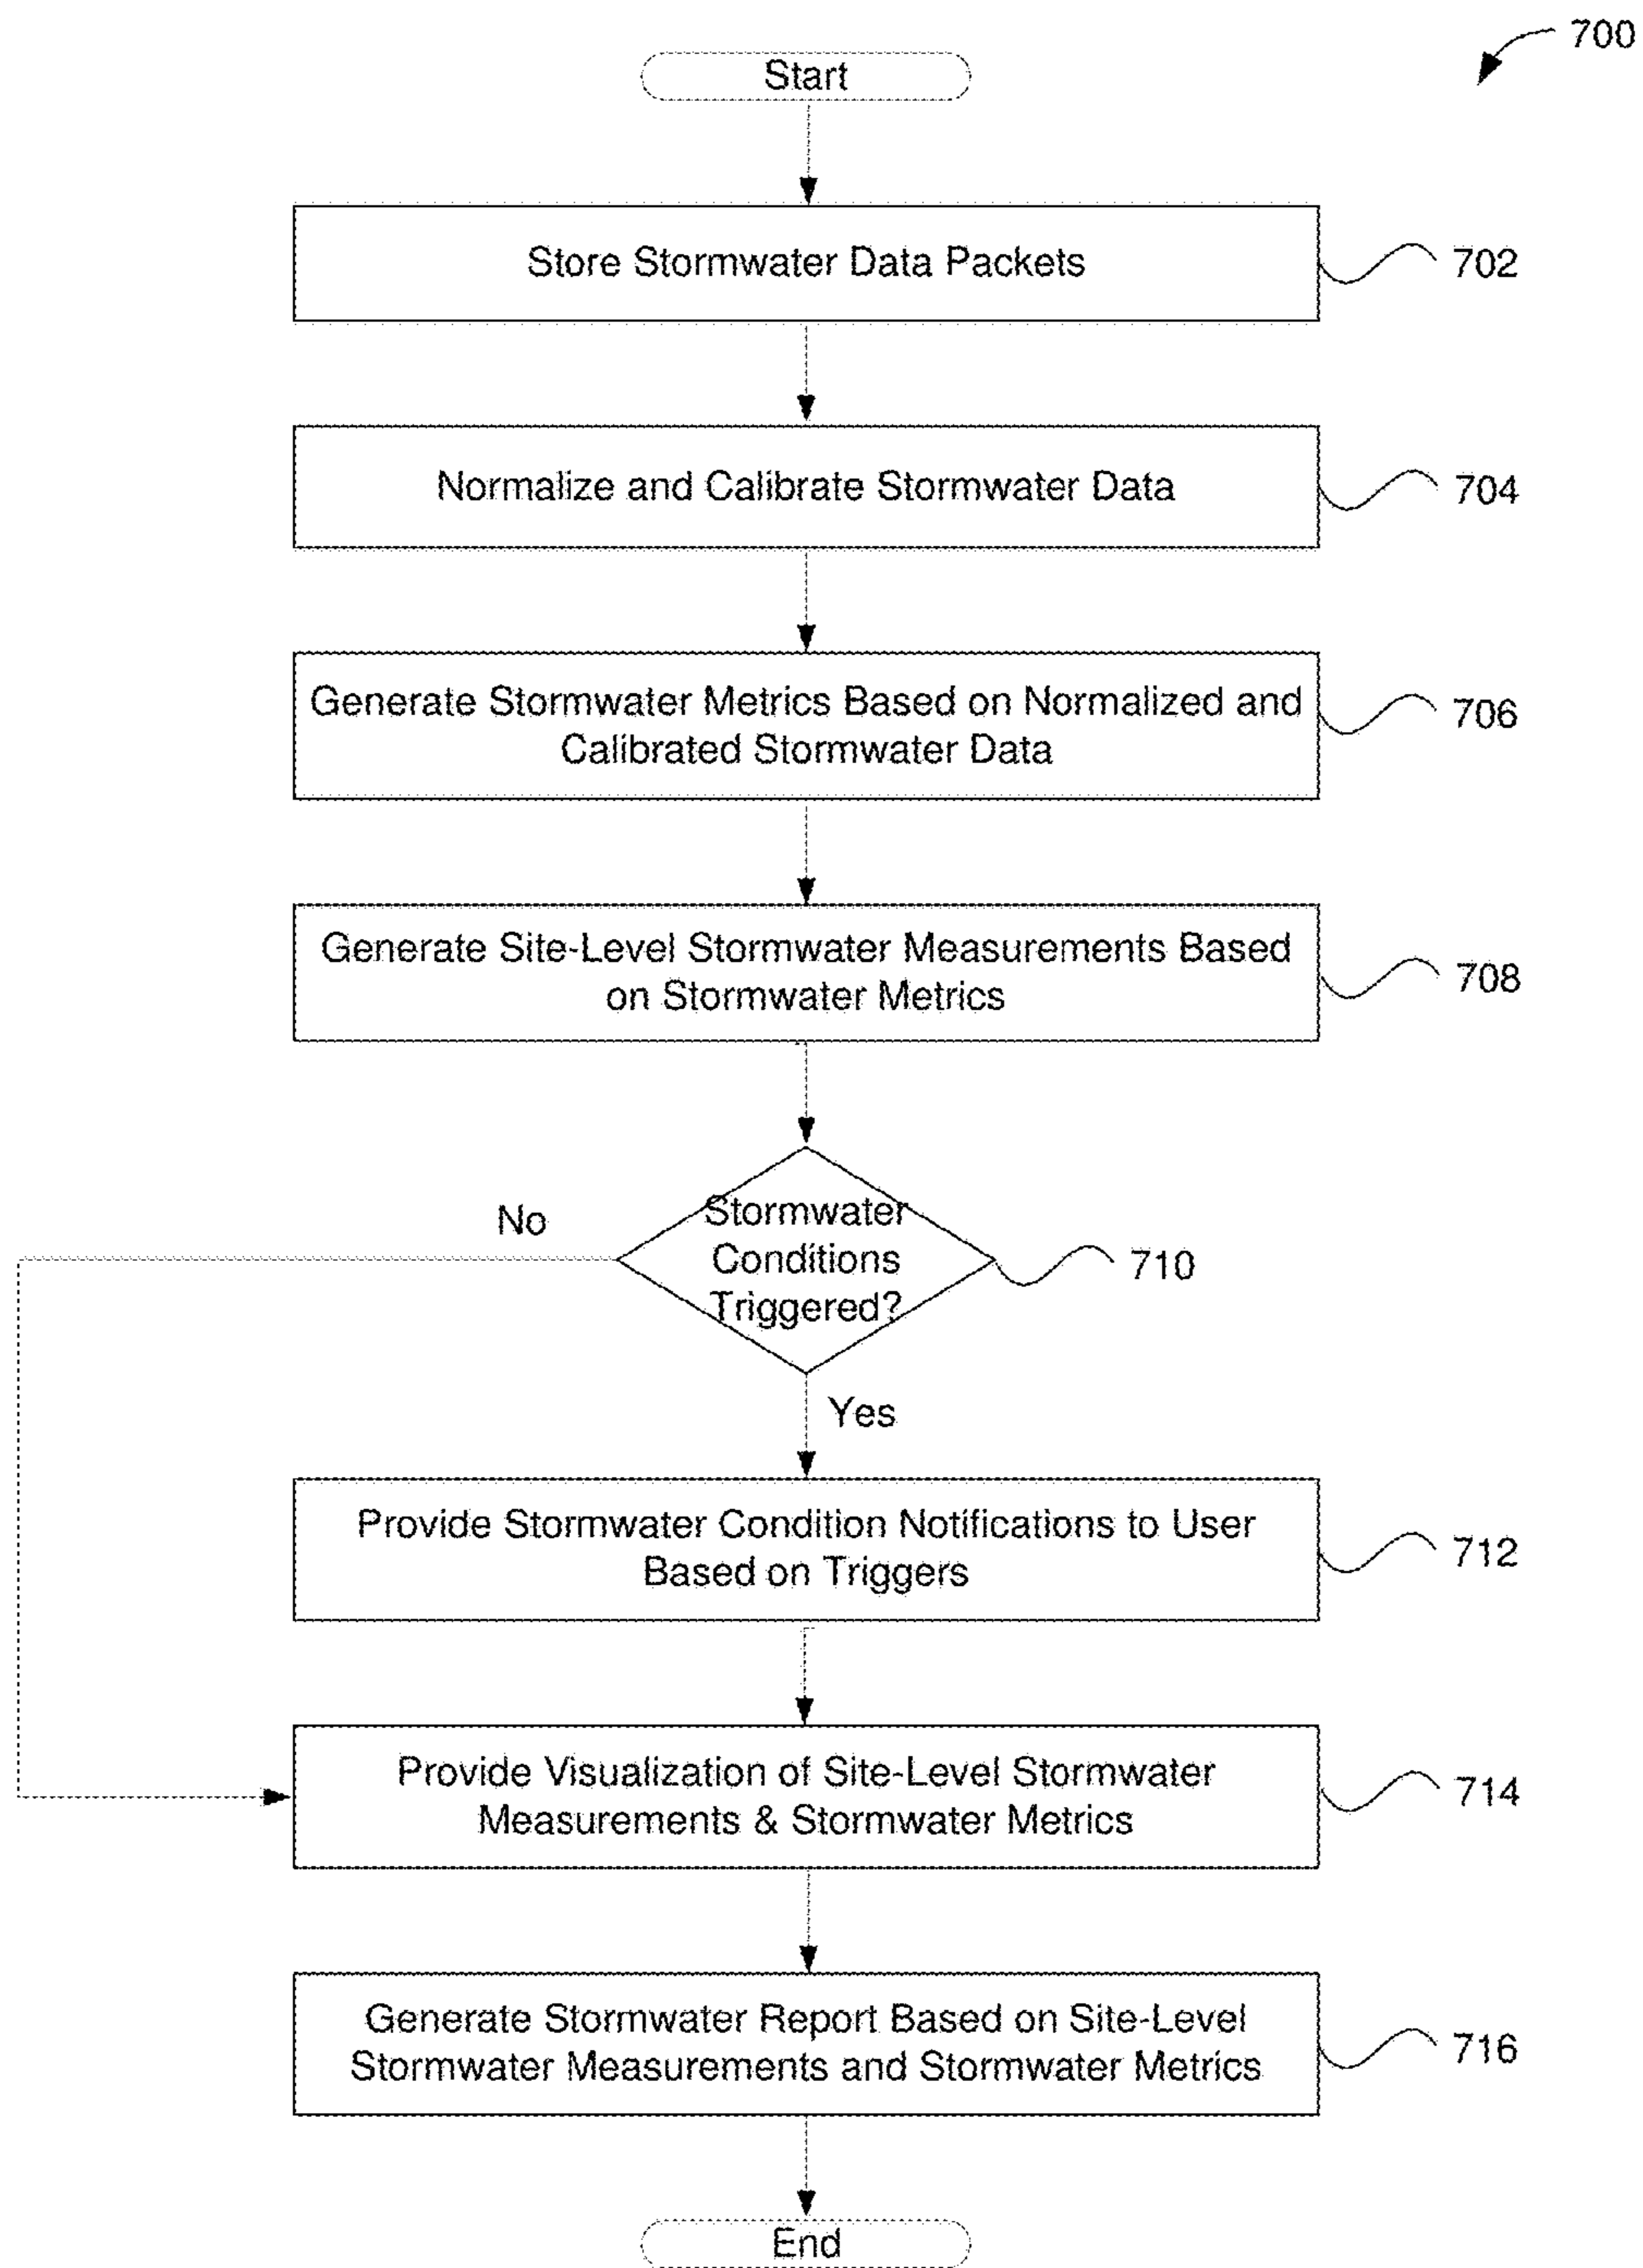 700
Start
Store Stormwater Data Packets
702
Normalize and Calibrate Stormwater Data
704
Generate Stormwater Metrics Based on Normalized and
Calibrated Stormwater Data
706
Generate Site-Level Stormwater Measurements Based
on Stormwater Metrics
708
Stormwater
Conditions
Triggered?
710
No
Yes
Provide Stormwater Condition Notifications to User
Based on Triggers
712
Provide Visualization of Site-Level Stormwater
Measurements & Stormwater Metrics
714
Generate Stormwater Report Based on Site-Level
Stormwater Measurements and Stormwater Metrics
716
End